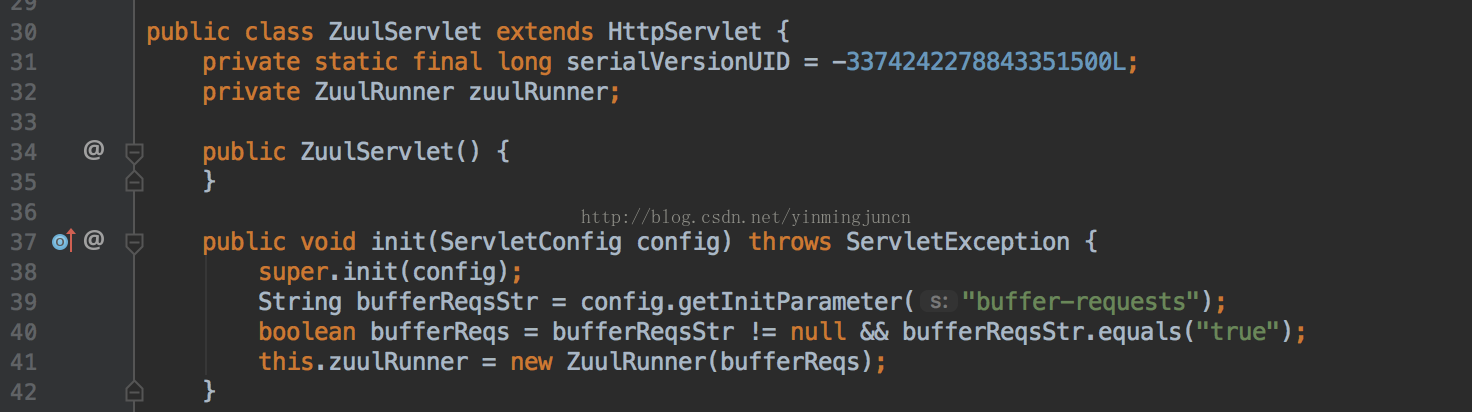 29
30 public class ZuulServlet extends HttpServlet {
31 private static final long serialVersionUID = -3374242278843351500L;
32 private ZuulRunner zuulRunner;
33
34 @ public ZuulServlet() {
35 }
36
http://blog.csdn.net/yinmingjuncn
37 @ public void init(ServletConfig config) throws ServletException {
38 super.init(config);
39 String bufferReqsStr = config.getInitParameter( s: "buffer-requests");
40 boolean bufferReqs = bufferReqsStr != null && bufferReqsStr.equals("true");
41 this.zuulRunner = new ZuulRunner(bufferReqs);
42 }